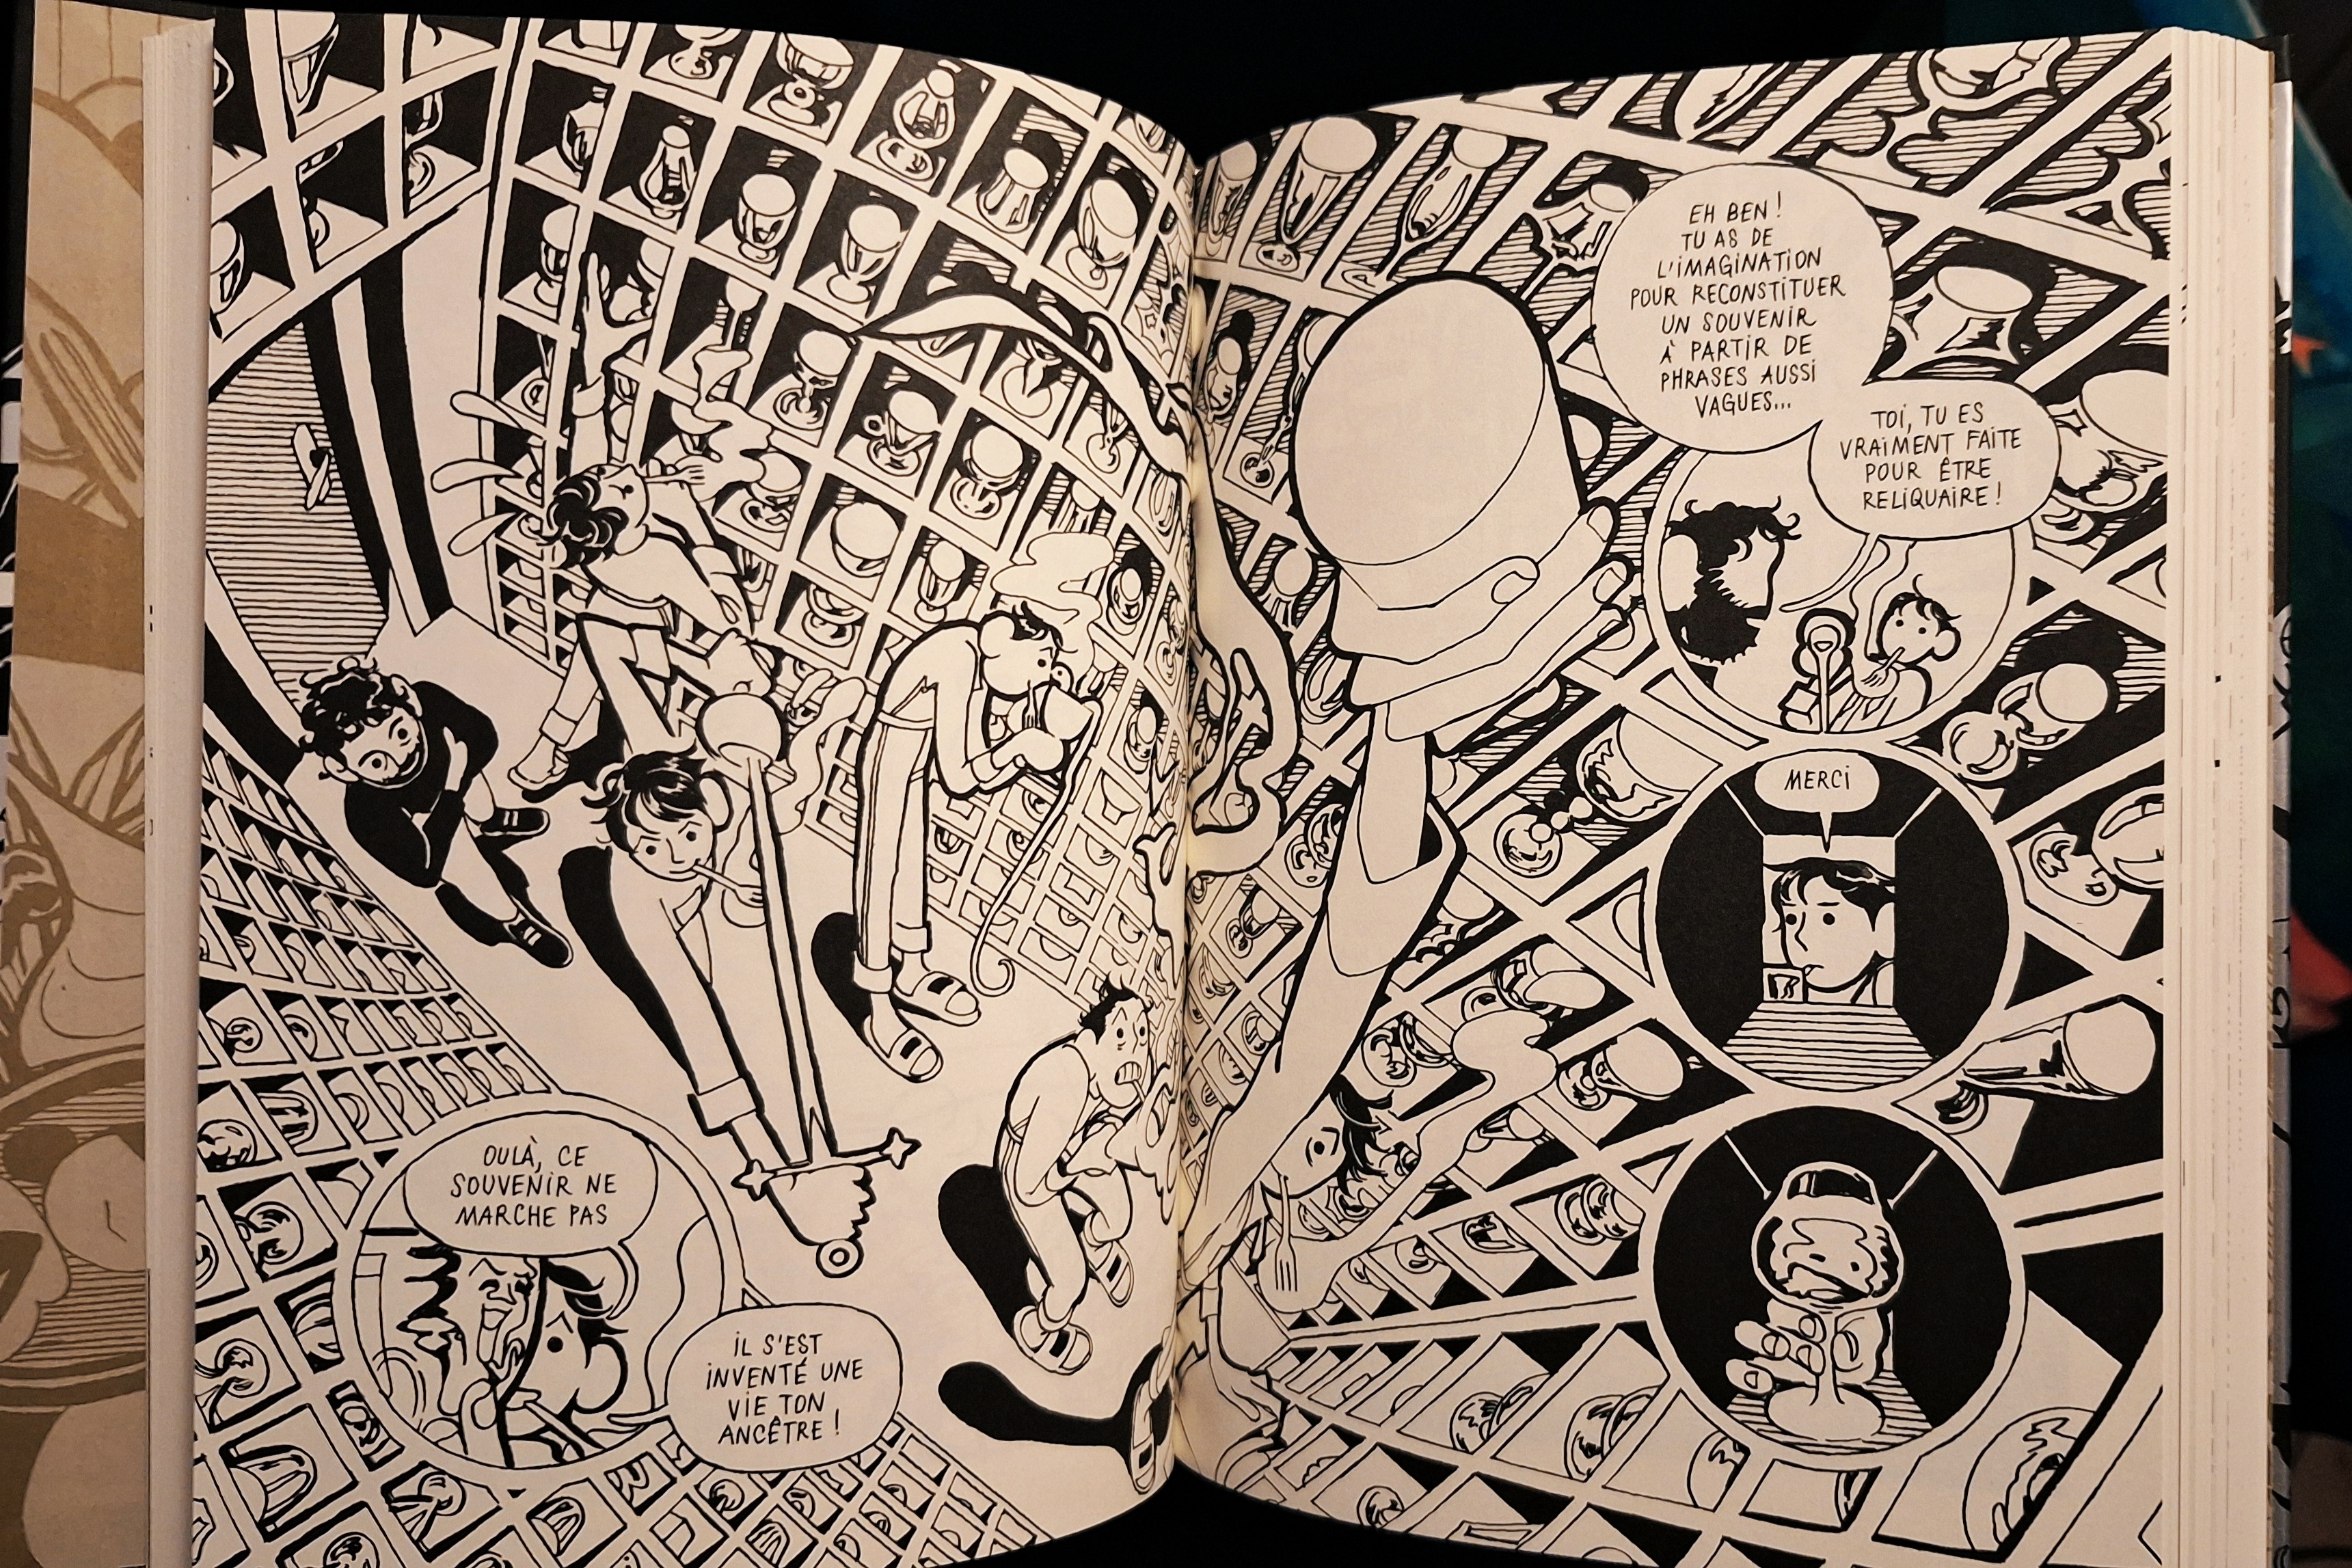 OULÀ, CE
SOUVENIR NE
MARCHE PAS
IL S'EST
INVENTÉ UNE
VIE TON
ANCÊTRE !
EH BEN !
TU AS DE
L'IMAGINATION
POUR RECONSTITUER
UN SOUVENIR
À PARTIR DE
PHRASES AUSSI
VAGUES...
TOI, TU ES
VRAIMENT FAITE
POUR ÊTRE
RELIQUAIRE !
MERCI